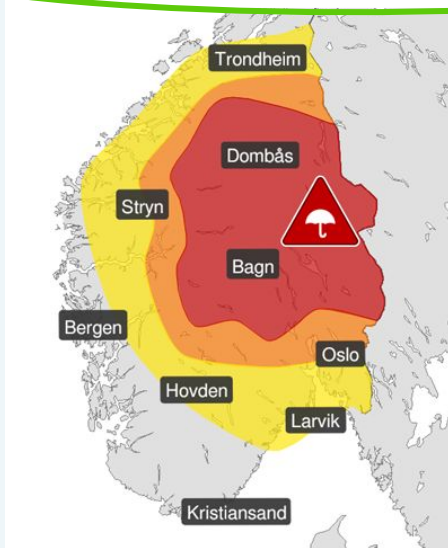 Trondheim
Dombås
Stryn
Bagn
Bergen
Oslo
Hovden
Larvik
Kristiansand